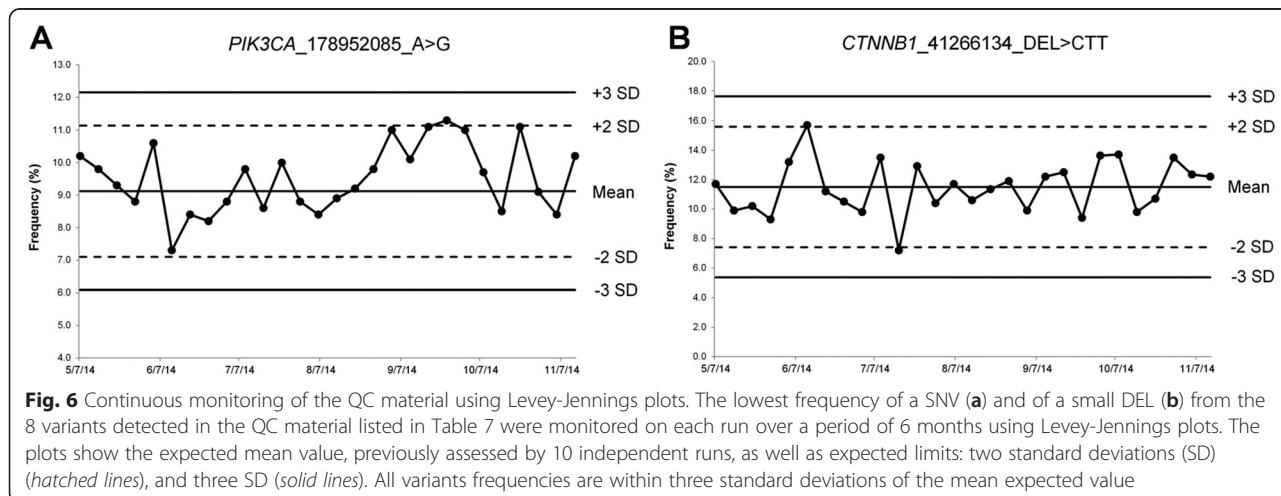 A
PIK3CA_178952085_A>G
13.0
12.0
11.0
10.0
9.0
8.0
7.0
6.0
5.0
4.0
Frequency (%)
+3 SD
+2 SD
Mean
-2 SD
-3 SD
5/7/14 6/7/14 7/7/14 8/7/14 9/7/14 10/7/14 11/7/14
B
CTNNB1_41266134_DEL>CTT
20.0
18.0
16.0
14.0
12.0
10.0
8.0
6.0
4.0
2.0
0.0
Frequency (%)
+3 SD
+2 SD
Mean
-2 SD
-3 SD
5/7/14 6/7/14 7/7/14 8/7/14 9/7/14 10/7/14 11/7/14
Fig. 6 Continuous monitoring of the QC material using Levey-Jennings plots. The lowest frequency of a SNV (a) and of a small DEL (b) from the
8 variants detected in the QC material listed in Table 7 were monitored on each run over a period of 6 months using Levey-Jennings plots. The
plots show the expected mean value, previously assessed by 10 independent runs, as well as expected limits: two standard deviations (SD)
(hatched lines), and three SD (solid lines). All variants frequencies are within three standard deviations of the mean expected value